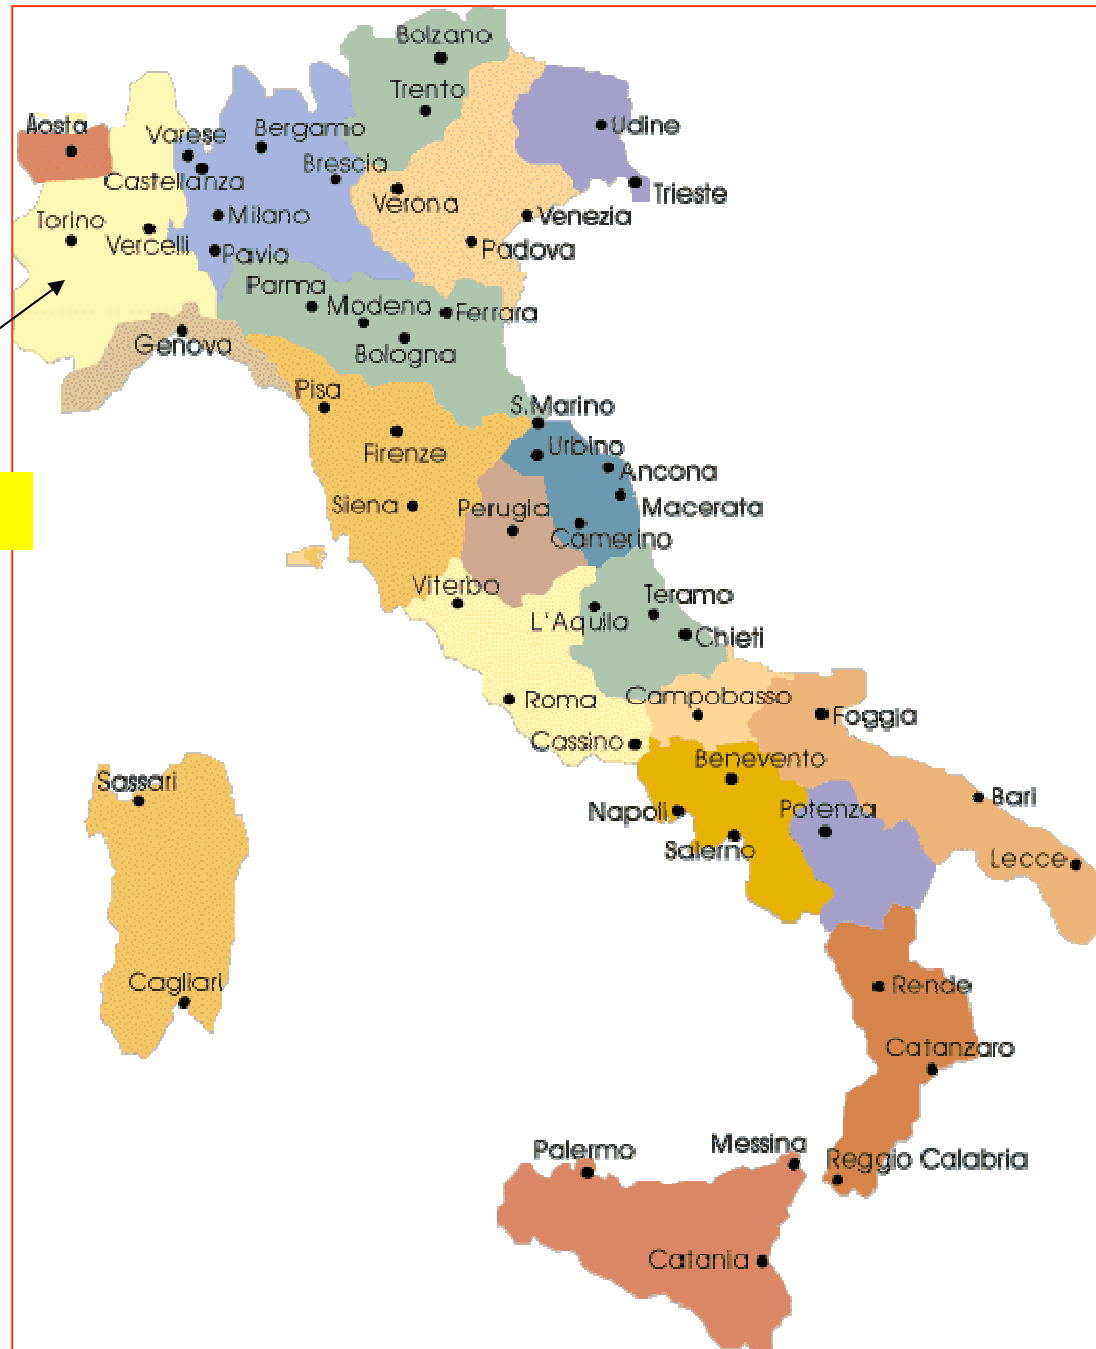 Bolzano
Trento
Udine
Aosta
Varese
Bergamo
Brescia
Castellanza
Trieste
Verona
Torino
Milano
Venezia
Vercelli
Pavia
Padova
Parma
Modena
Ferrara
Genova
Bologna
Pisa
S.Marino
Firenze
Urbino
Ancona
Siena
Perugia
Macerata
Camerino
Viterbo
Teramo
L'Aquila
Chieti
Roma
Campobasso
Foggia
Cassino
Benevento
Sassari
Napoli
Potenza
Bari
Salerno
Lecce
Cagliari
Rende
Catanzaro
Palermo
Messina
Reggio Calabria
Catania